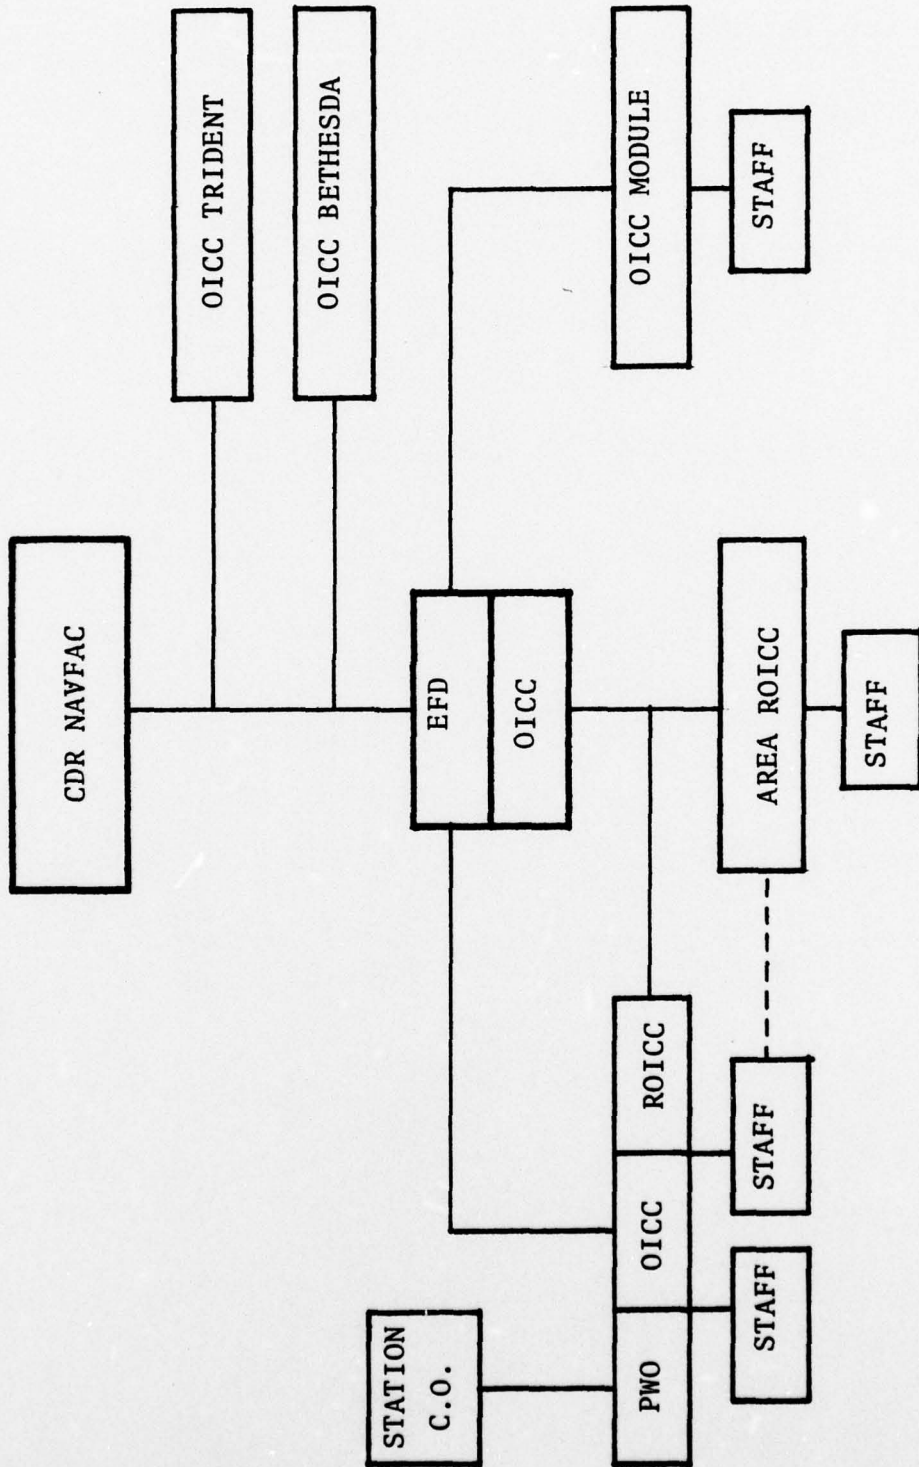 CDR NAVFAC
OICC TRIDENT
OICC BETHESDA
EFD
OICC
STATION
C.O.
PWO
OICC
ROICC
OICC MODULE
STAFF
STAFF
AREA ROICC
STAFF
STAFF